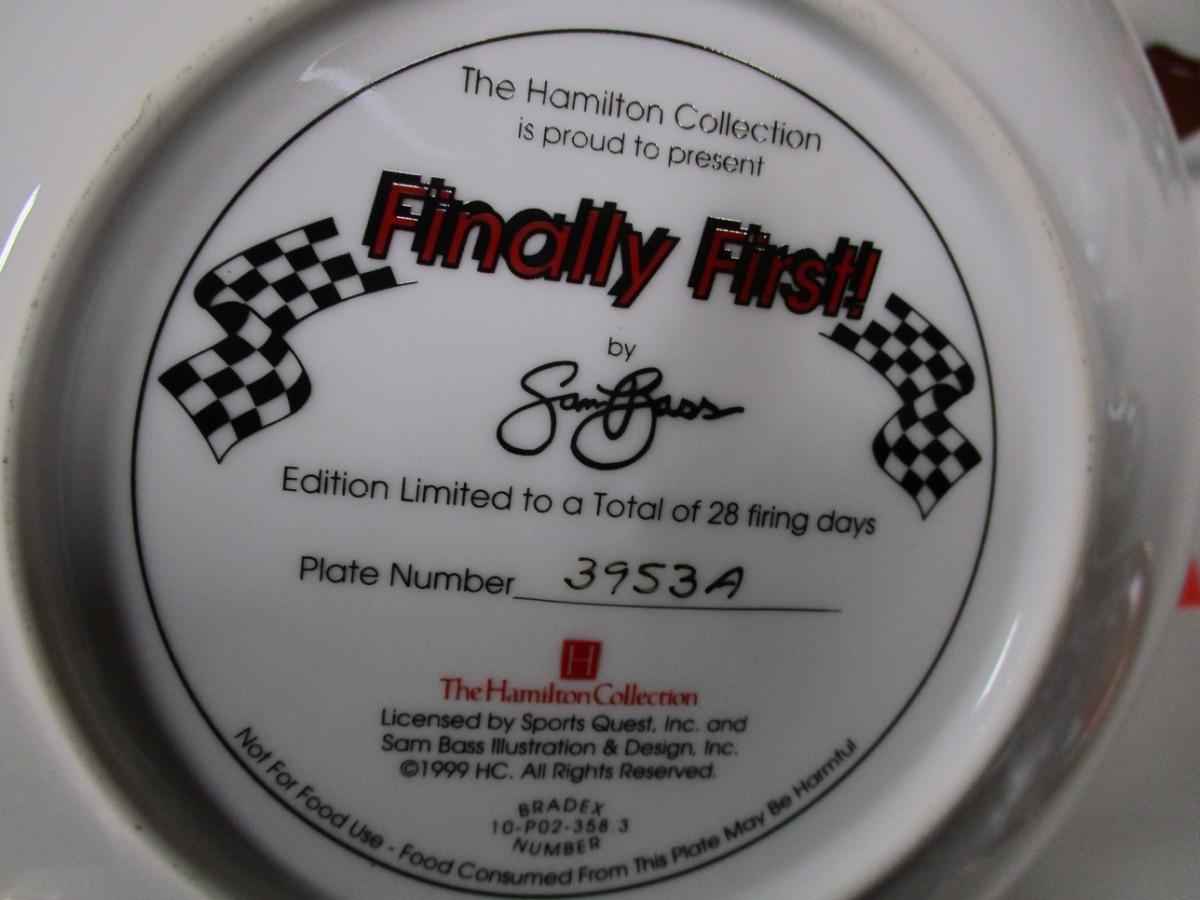 The Hamilton Collection
is proud to present
Finally First!
by
Sam Bass
Edition Limited to a Total of 28 firing days
Plate Number 3953A
H
The Hamilton Collection
Licensed by Sports Quest, Inc. and
Sam Bass Illustration & Design, Inc.
©1999 HC. All Rights Reserved.
BRADEX
10-P02-358.3
NUMBER
Not For Food Use - Food Consumed From This Plate May Be Harmful